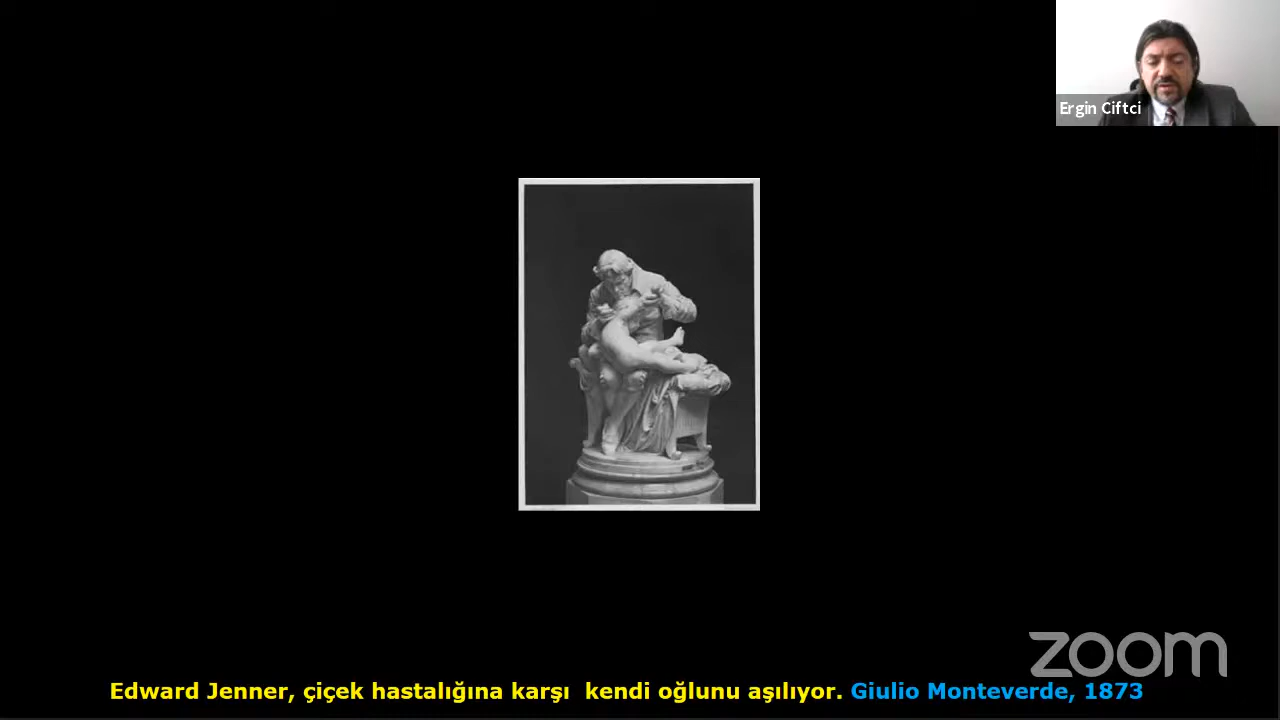 Ergin Ciftci
zoom
Edward Jenner, çiçek hastalığına karşı  kendi oğlunu aşılıyor. Giulio Monteverde, 1873